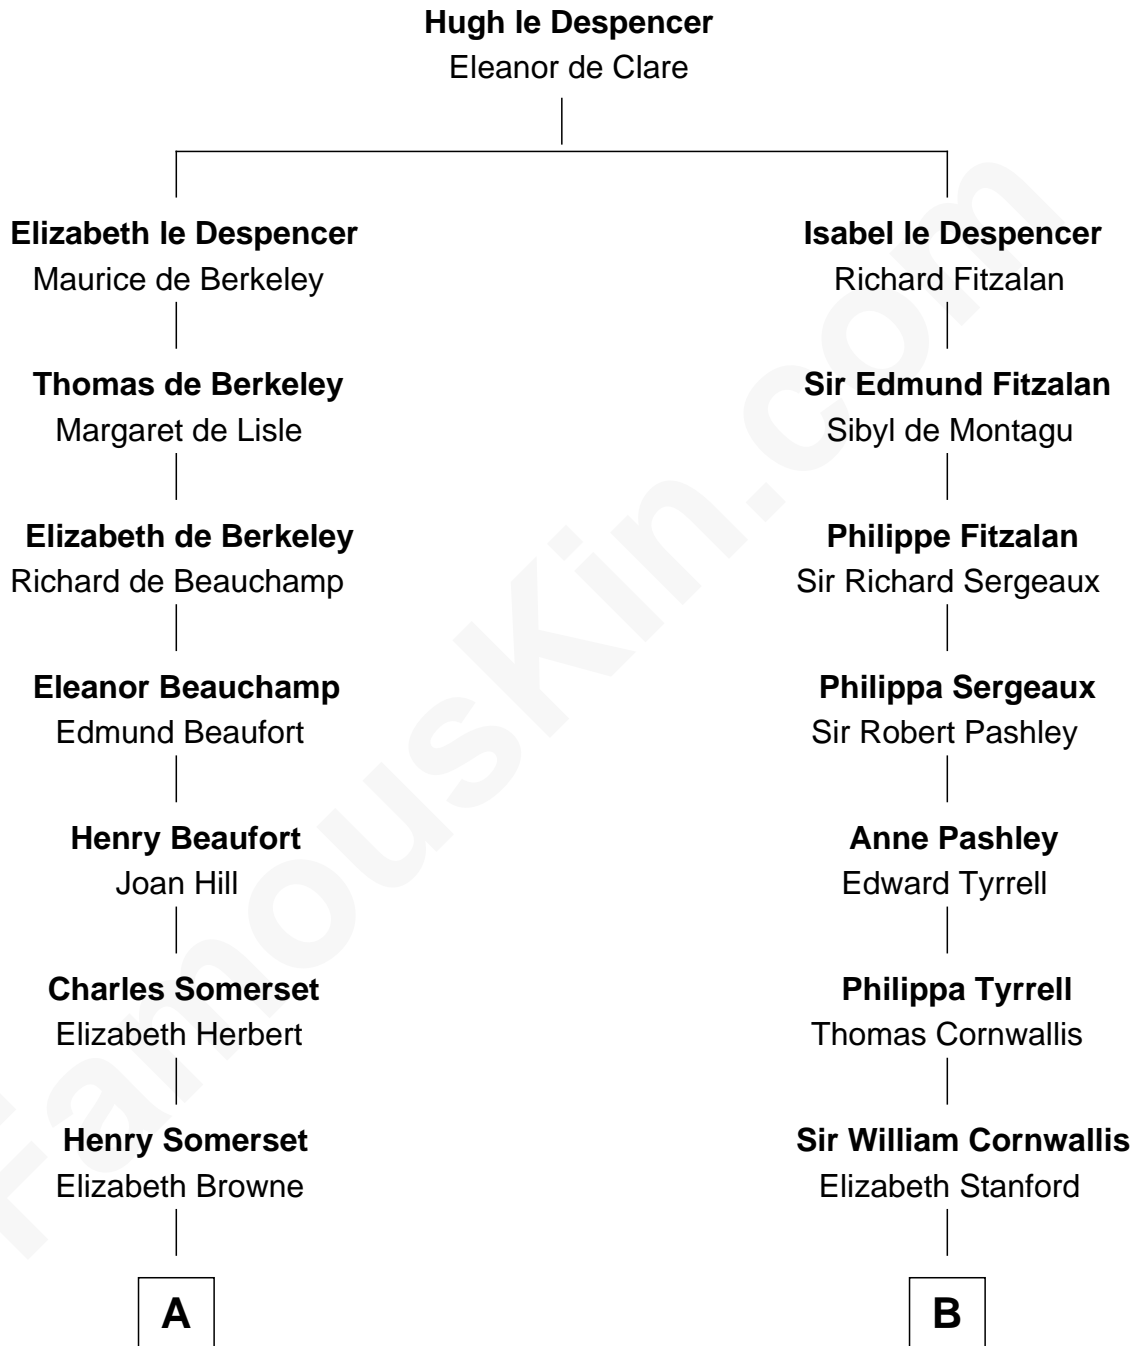 Hugh le Despencer
Eleanor de Clare
Elizabeth le Despencer
Maurice de Berkeley
Isabel le Despencer
Richard Fitzalan
Thomas de Berkeley
Margaret de Lisle
Sir Edmund Fitzalan
Sibyl de Montagu
Elizabeth de Berkeley
Richard de Beauchamp
Philippe Fitzalan
Sir Richard Sergeaux
Eleanor Beauchamp
Edmund Beaufort
Philippa Sergeaux
Sir Robert Pashley
Henry Beaufort
Joan Hill
Anne Pashley
Edward Tyrrell
Charles Somerset
Elizabeth Herbert
Philippa Tyrrell
Thomas Cornwallis
Henry Somerset
Elizabeth Browne
Sir William Cornwallis
Elizabeth Stanford
A
B
FamousKin.com